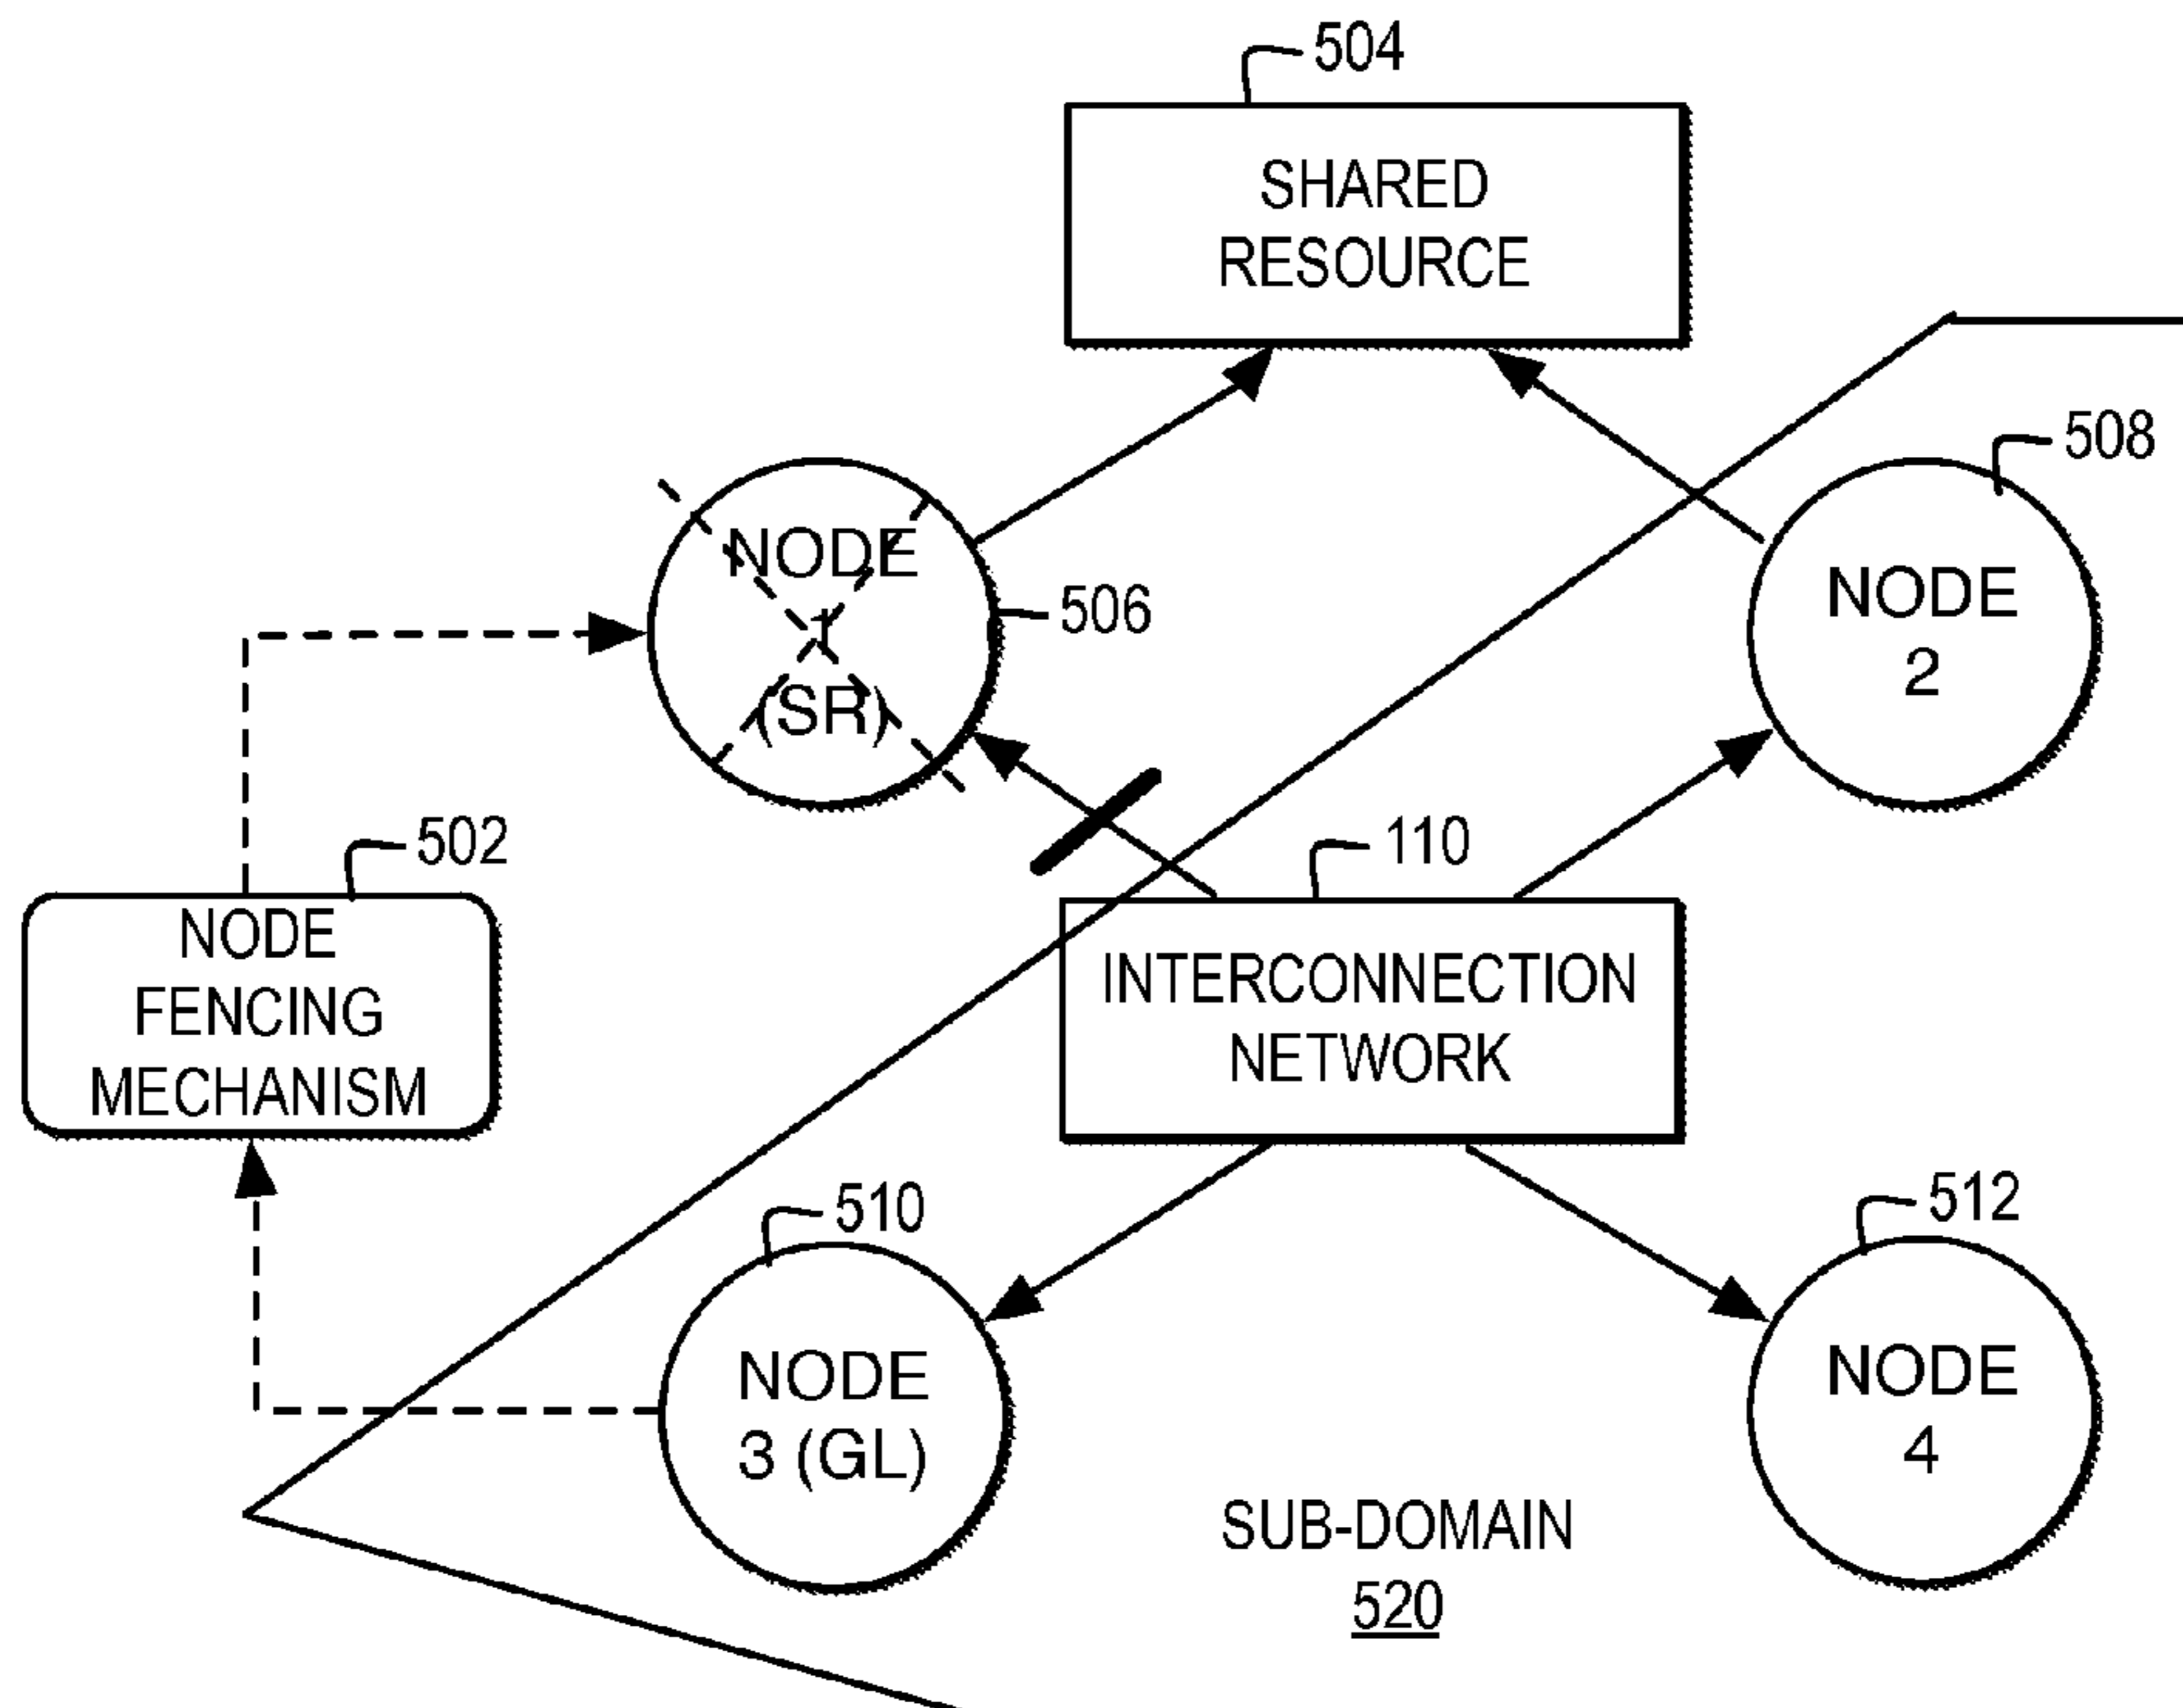 504
SHARED
RESOURCE
508
NODE
1
(SR)
506
NODE
2
502
110
NODE
FENCING
MECHANISM
INTERCONNECTION
NETWORK
510
512
NODE
3 (GL)
NODE
4
SUB-DOMAIN
520